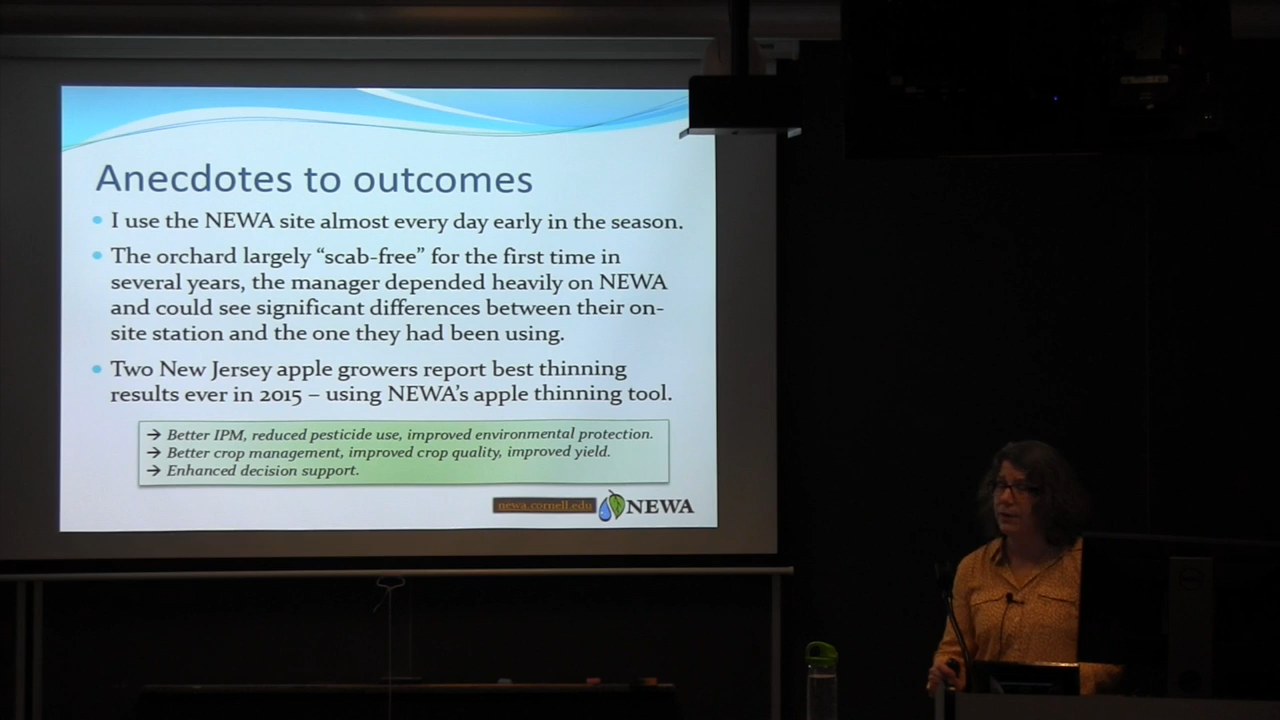 Anecdotes to outcomes
• I use the NEWA site almost every day early in the season.
• The orchard largely “scab-free” for the first time in
several years, the manager depended heavily on NEWA
and could see significant differences between their on-
site station and the one they had been using.
• Two New Jersey apple growers report best thinning
results ever in 2015 – using NEWA’s apple thinning tool.
→ Better IPM, reduced pesticide use, improved environmental protection.
→ Better crop management, improved crop quality, improved yield.
→ Enhanced decision support.
newa.cornell.edu NEWA